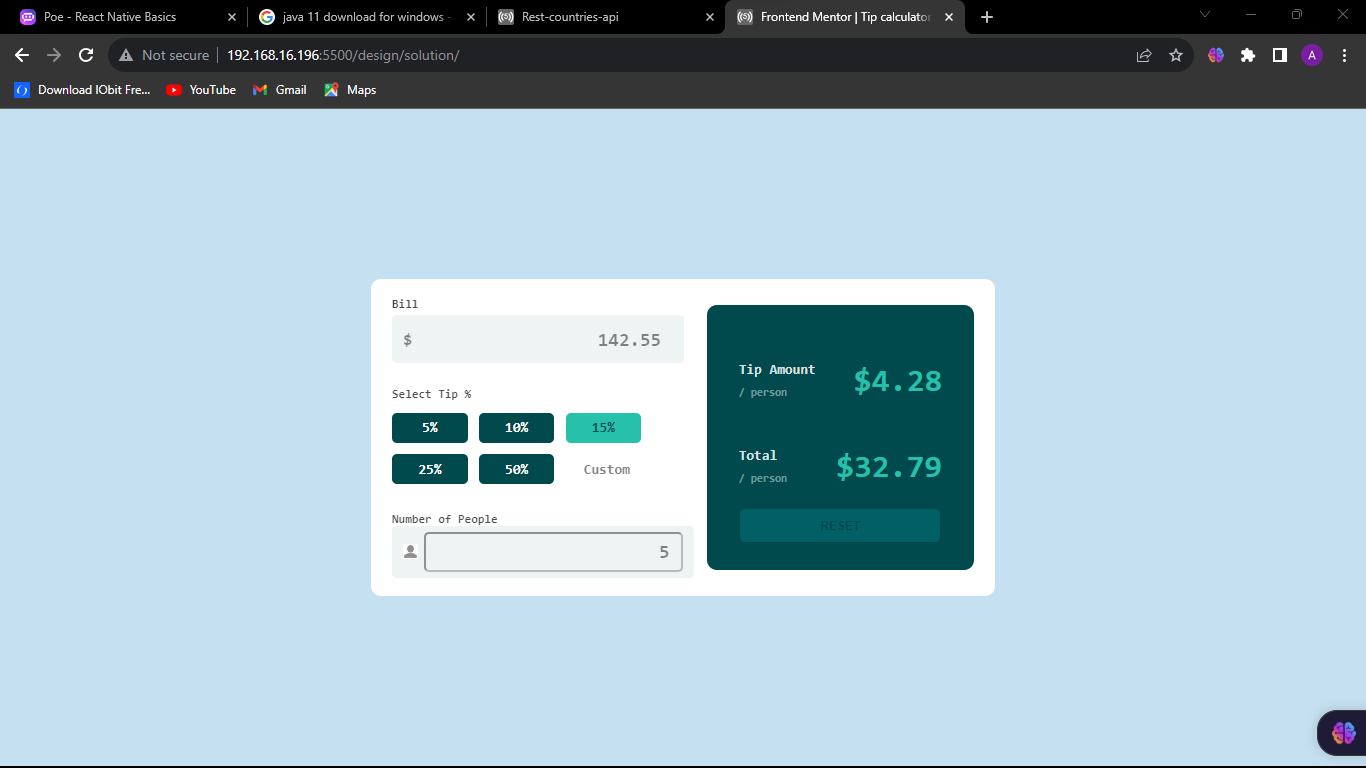 Poe - React Native Basics
java 11 download for windows -
Rest-countries-api
Frontend Mentor | Tip calculator
Not secure
192.168.16.196:5500/design/solution/
A
Download IObit Fre...
YouTube
Gmail
Maps
Bill
$ 142.55
Select Tip %
5% 10% 15%
25% 50% Custom
Number of People
5
Tip Amount
/ person
$4.28
Total
/ person
$32.79
RESET